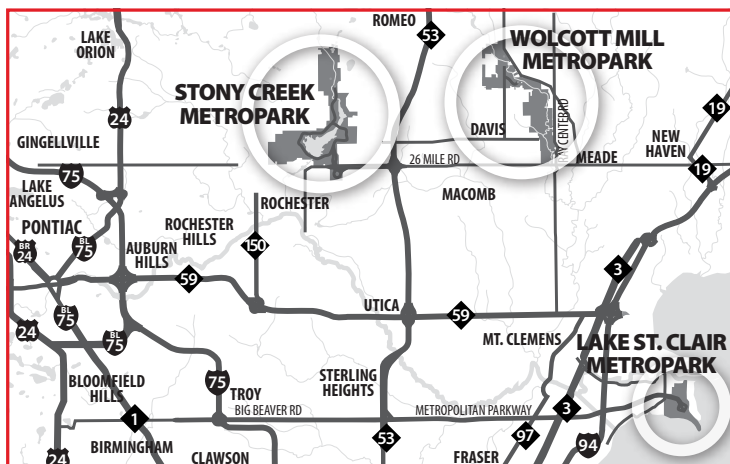 ROMEO
LAKE
ORION
53
WOLCOTT MILL
METROPARK
STONY CREEK
METROPARK
24
19
GINGELLVILLE
DAVIS
NEW
HAVEN
26 MILE RD
MEADE
75
19
LAKE
ANGELUS
ROCHESTER
MACOMB
PONTIAC
ROCHESTER
HILLS
BR
24
BL
75
150
AUBURN
HILLS
59
3
UTICA
59
BL
75
24
BL
75
MT. CLEMENS
LAKE ST. CLAIR
METROPARK
BLOOMFIELD
HILLS
75
TROY
STERLING
HEIGHTS
1
BIG BEAVER RD
METROPOLITAN PARKWAY
3
BIRMINGHAM
53
97
94
24
CLAWSON
FRASER